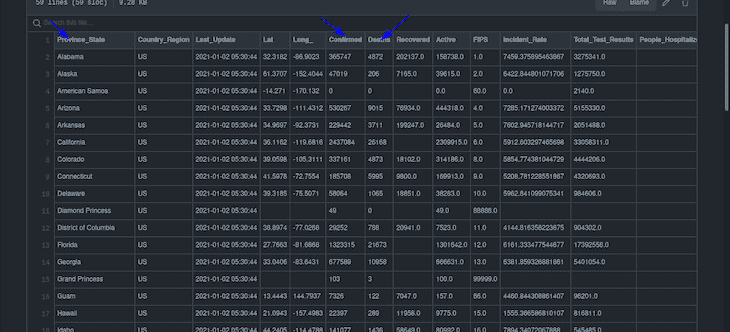 59 lines (59 sloc) 9.28 KB Raw Blame
Search this file…
1 Province_State Country_Region Last_Update Lat Long_ Confirmed Deaths Recovered Active FIPS Incident_Rate Total_Test_Results People_Hospitaliz
2 Alabama US 2021-01-02 05:30:44 32.3182 -86.9023 365747 4872 202137.0 158738.0 1.0 7459.375895463867 3275341.0
3 Alaska US 2021-01-02 05:30:44 61.3707 -152.4044 47019 206 7165.0 39615.0 2.0 6422.844801071706 1275750.0
4 American Samoa US 2021-01-02 05:30:44 -14.271 -170.132 0 0 0.0 60.0 0.0 2140.0
5 Arizona US 2021-01-02 05:30:44 33.7298 -111.4312 530267 9015 76934.0 444318.0 4.0 7285.171274003372 5155330.0
6 Arkansas US 2021-01-02 05:30:44 34.9697 -92.3731 229442 3711 199247.0 26484.0 5.0 7602.945718144717 2051488.0
7 California US 2021-01-02 05:30:44 36.1162 -119.6816 2437084 26168 2309915.0 6.0 5912.603297465698 33058311.0
8 Colorado US 2021-01-02 05:30:44 39.0598 -105.3111 337161 4873 18102.0 314186.0 8.0 5854.774381044729 4444206.0
9 Connecticut US 2021-01-02 05:30:44 41.5978 -72.7554 185708 5995 9800.0 169913.0 9.0 5208.781228551867 4320693.0
10 Delaware US 2021-01-02 05:30:44 39.3185 -75.5071 58064 1065 18851.0 38283.0 10.0 5962.841099075341 984606.0
11 Diamond Princess US 2021-01-02 05:30:44 49 0 49.0 88888.0
12 District of Columbia US 2021-01-02 05:30:44 38.8974 -77.0268 29252 788 20941.0 7523.0 11.0 4144.816358223675 904302.0
13 Florida US 2021-01-02 05:30:44 27.7663 -81.6868 1323315 21673 1301642.0 12.0 6161.333477544677 17392558.0
14 Georgia US 2021-01-02 05:30:44 33.0406 -83.6431 677589 10958 666631.0 13.0 6381.859326881861 5401054.0
15 Grand Princess US 2021-01-02 05:30:44 103 3 100.0 99999.0
16 Guam US 2021-01-02 05:30:44 13.4443 144.7937 7326 122 7047.0 157.0 66.0 4460.844308861407 96201.0
17 Hawaii US 2021-01-02 05:30:44 21.0943 -157.4983 22397 289 11958.0 9775.0 15.0 1555.366586810107 816811.0
18 Idaho US 2021-01-02 05:30:44 44.2405 -114.4788 141077 1436 58649.0 80992.0 16.0 7894.34072067888 545485.0